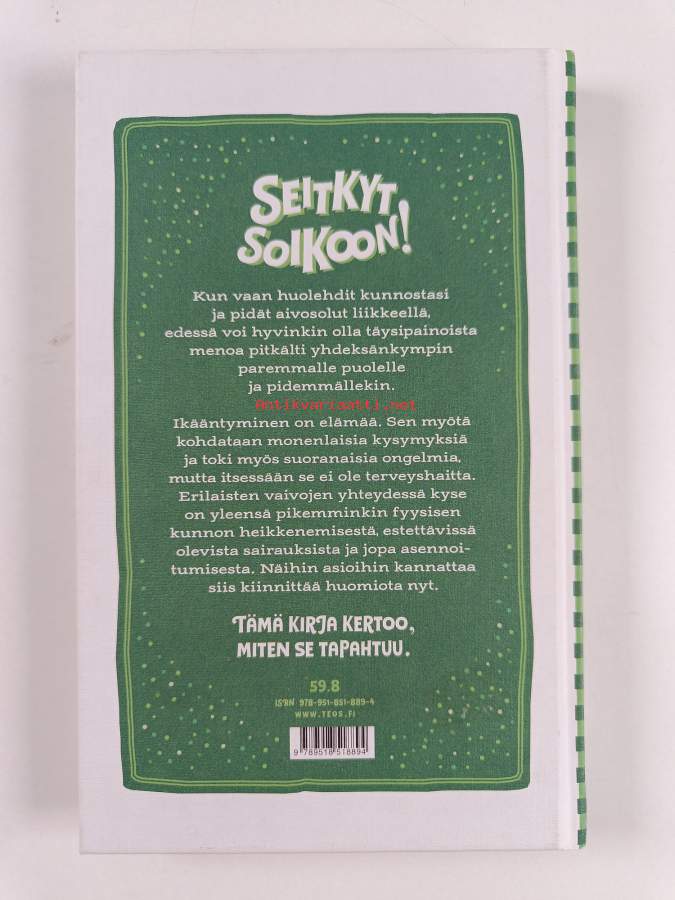 SEITKYT
SOIKOON!
Kun vaan huolehdit kunnostasi
ja pidät aivosolut liikkeellä,
edessä voi hyvinkin olla täysipainoista
menoa pitkälti yhdeksänkympin
paremmalle puolelle
ja pidemmällekin.
Antikvariaatti.net
Ikääntyminen on elämää. Sen myötä
kohdataan monenlaisia kysymyksiä
ja toki myös suoranaisia ongelmia,
mutta itsessään se ei ole terveyshaitta.
Erilaisten vaivojen yhteydessä kyse
on yleensä pikemminkin fyysisen
kunnon heikkenemisestä, estettävissä
olevista sairauksista ja jopa asennoi-
tumisesta. Näihin asioihin kannattaa
siis kiinnittää huomiota nyt.
TÄMÄ KIRJA KERTOO,
MITEN SE TAPAHTUU.
59.8
ISBN 978-951-851-889-4
WWW.TEOS.FI
9 789518 518894